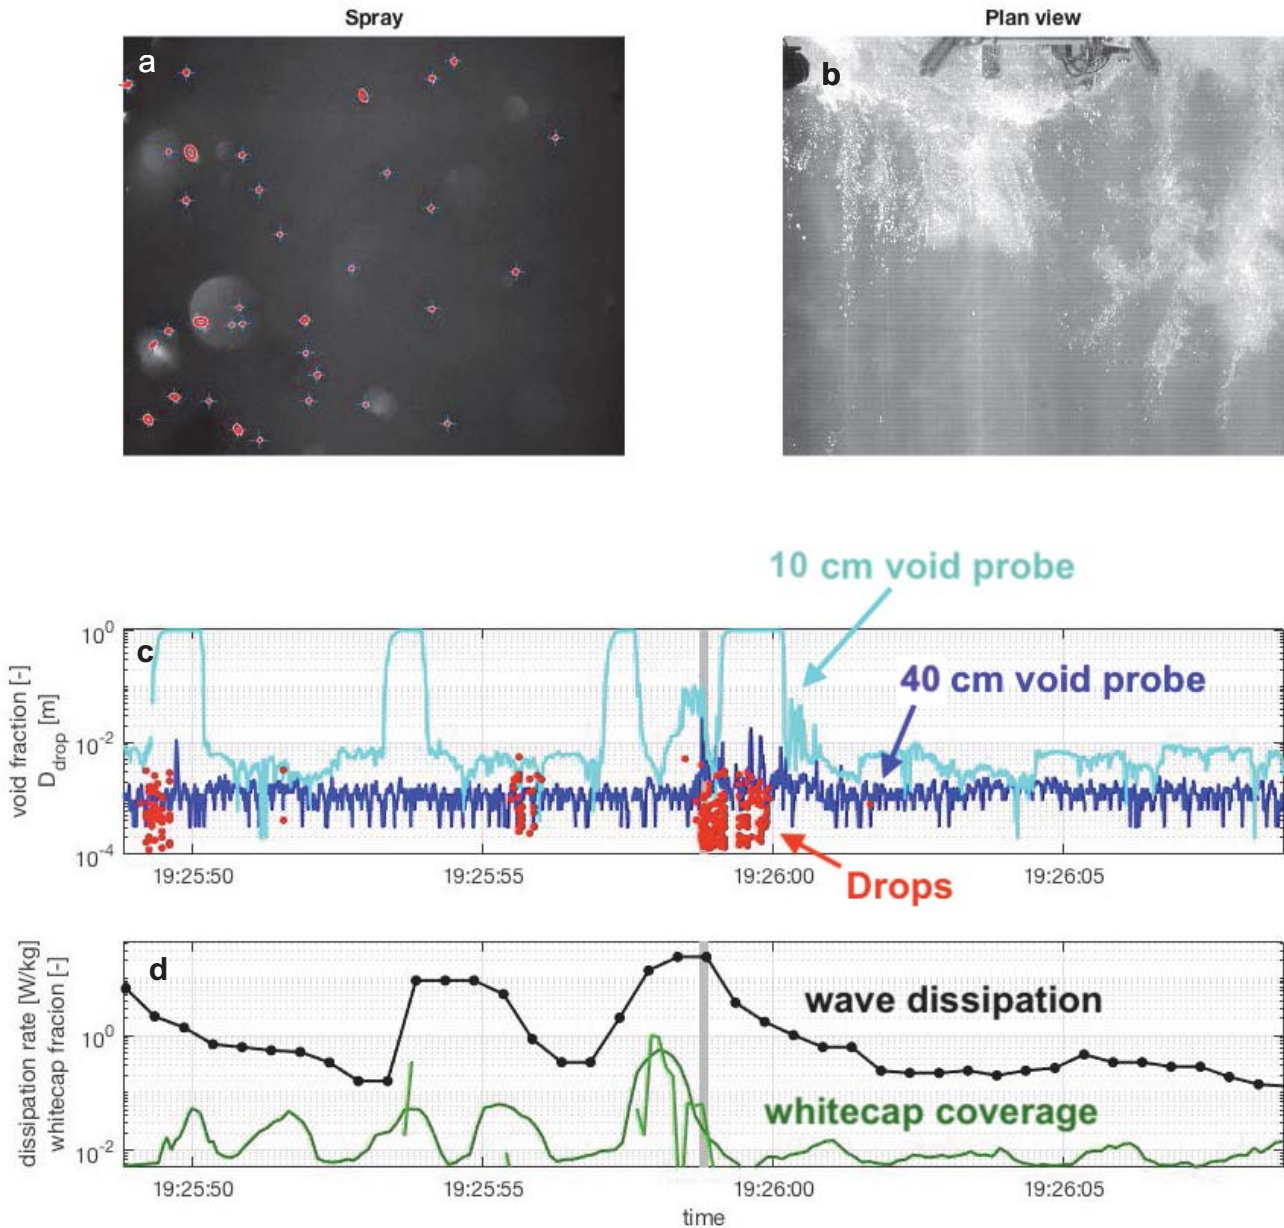 Spray
Plan view
a
b
10 cm void probe
c
40 cm void probe
void fraction [-]
D_drop [m]
10^0
10^-2
10^-4
19:25:50
19:25:55
19:26:00
19:26:05
Drops
d
dissipation rate [W/kg]
whitecap fracion [-]
wave dissipation
10^0
whitecap coverage
10^-2
19:25:50
19:25:55
19:26:00
19:26:05
time